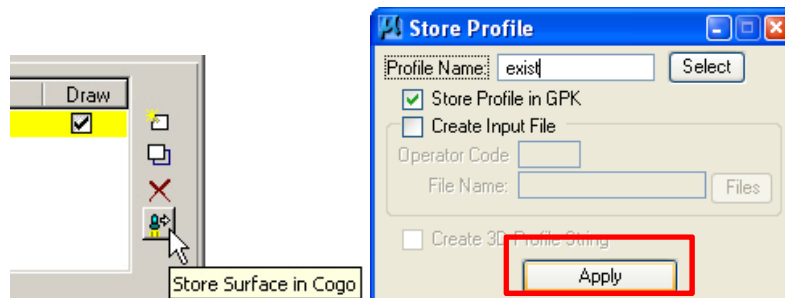 Draw
Store Surface in Cogo
Store Profile
Profile Name: exist
Select
Store Profile in GPK
Create Input File
Operator Code
File Name:
Files
Create 3D Profile String
Apply